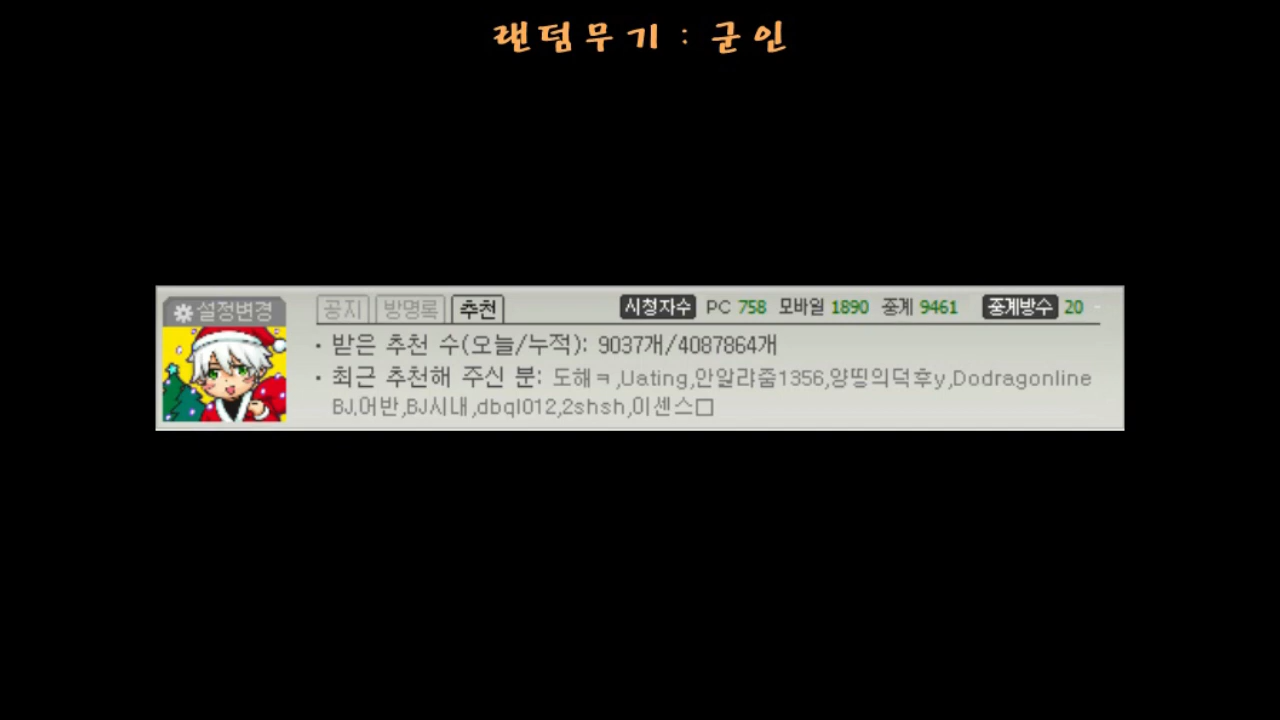 랜덤무기 : 군인
설정변경 공지 방명록 추천 시청자수 PC 758 모바일 1890 중계 9461 중계방수 20
· 받은 추천 수(오늘/누적): 9037개/4087864개
· 최근 추천해 주신 분: 도해ㅋ,Uating,안알랴줌1356,양띵의덕후y,Dodragonline
BJ,어반,BJ시내,dbql012,2shsh,이센스□